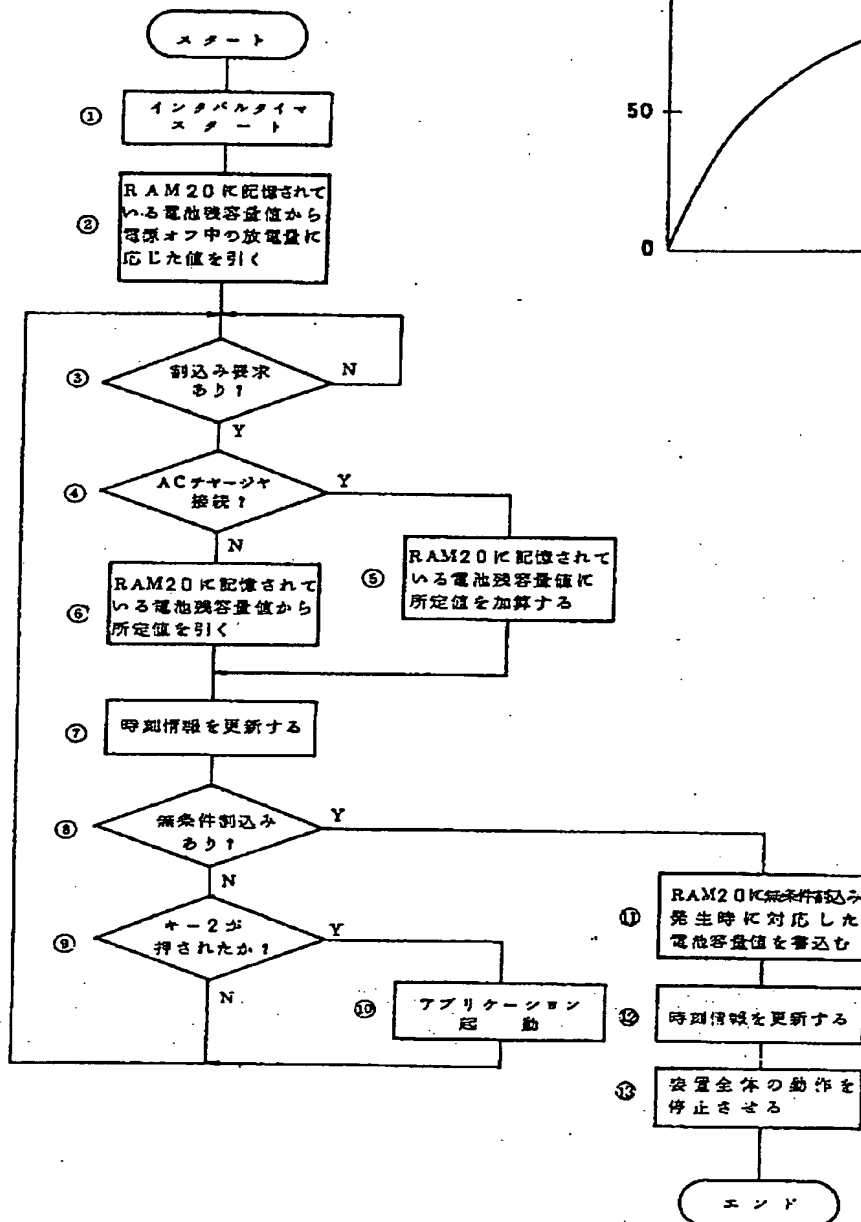 スタート
①
インタバルタイマ
スタート
②
RAM20に記憶されて
いる電池残容量値から
電源オフ中の放電量に
応じた値を引く
50
0
③
割込み要求
あり？
N
Y
④
ACチャージャ
接続？
Y
N
⑤
RAM20に記憶されて
いる電池残容量値に
所定値を加算する
⑥
RAM20に記憶されて
いる電池残容量値から
所定値を引く
⑦
時刻情報を更新する
⑧
無条件割込み
あり？
Y
N
⑨
キー2が
押されたか？
Y
N
⑩
アプリケーション
起動
⑪
RAM20に無条件割込み
発生時に対応した
電池容量値を書込む
⑫
時刻情報を更新する
⑬
装置全体の動作を
停止させる
エンド